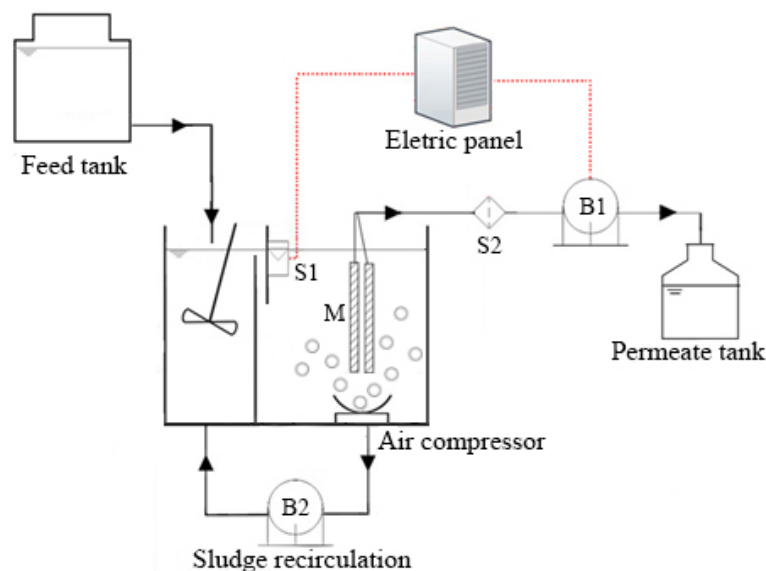 Feed tank
Eletric panel
B1
S2
S1
M
Permeate tank
Air compressor
B2
Sludge recirculation